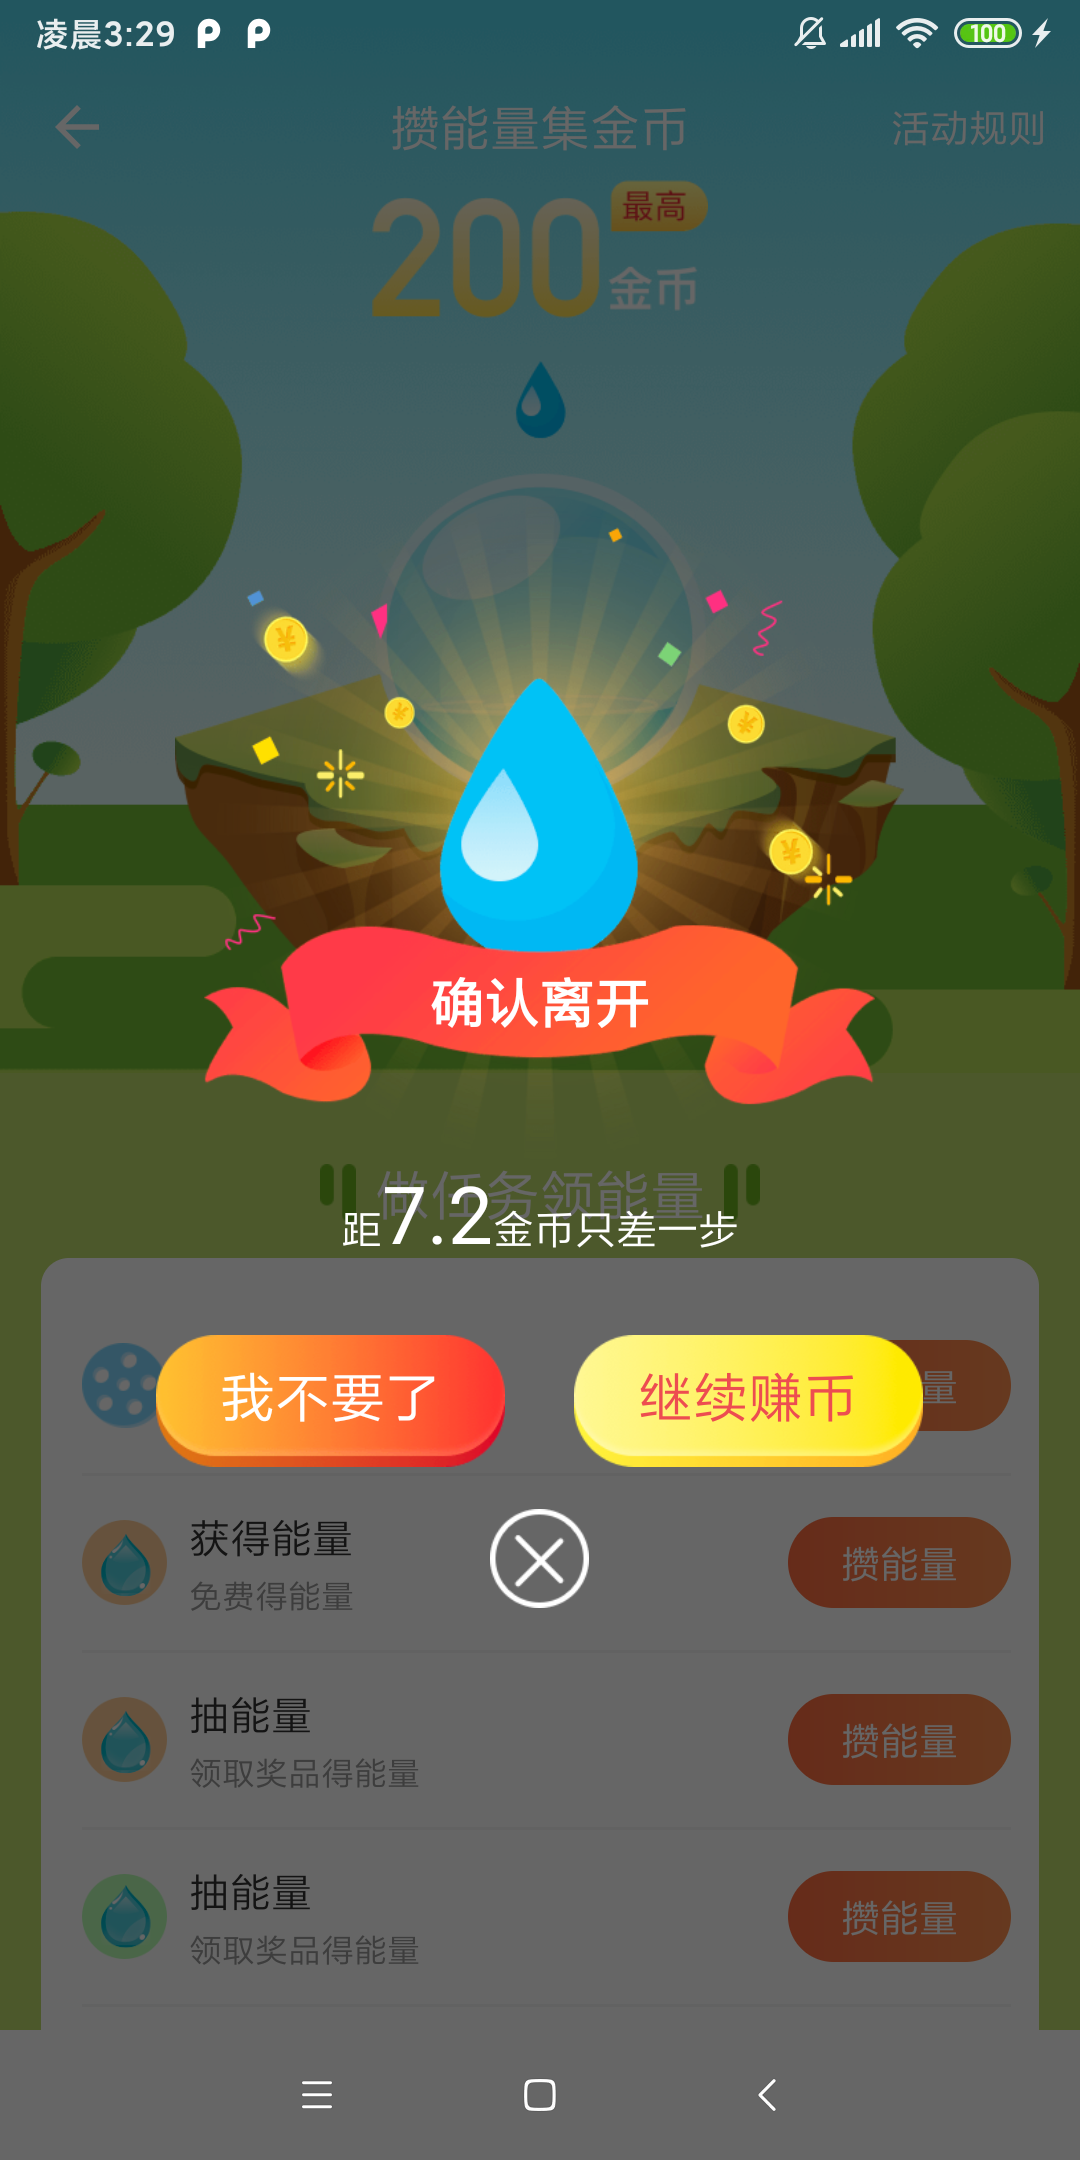 凌晨3:29
100
攒能量集金币
活动规则
200
最高
金币
确认离开
做任务领能量
距7.2金币只差一步
我不要了
继续赚币
量
获得能量
免费得能量
攒能量
抽能量
领取奖品得能量
攒能量
抽能量
领取奖品得能量
攒能量